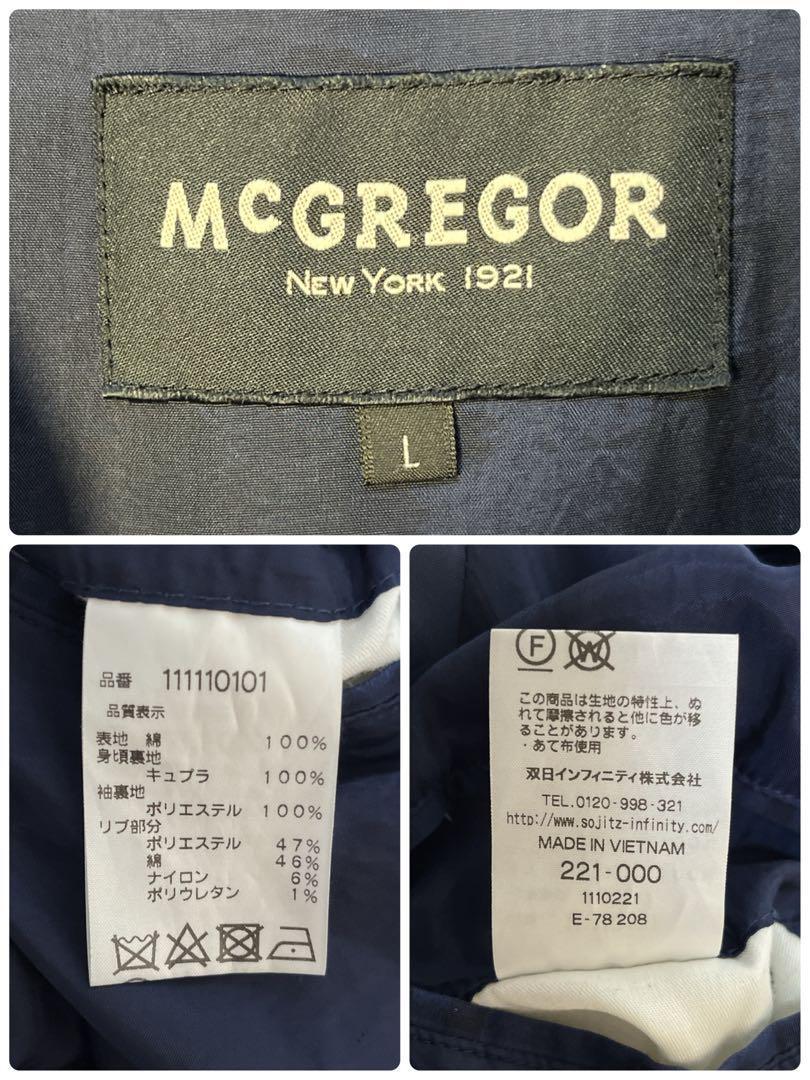 McGREGOR
NEW YORK 1921
L
品番 111110101
品質表示
表地 綿 100%
身頃裏地
キュプラ 100%
袖裏地
ポリエステル 100%
リブ部分
ポリエステル 47%
綿 46%
ナイロン 6%
ポリウレタン 1%
F W
この商品は生地の特性上、ぬ
れて摩擦されると他に色が移
ることがあります。
・あて布使用
双日インフィニティ株式会社
TEL.0120-998-321
http://www.sojitz-infinity.com/
MADE IN VIETNAM
221-000
1110221
E-78 208